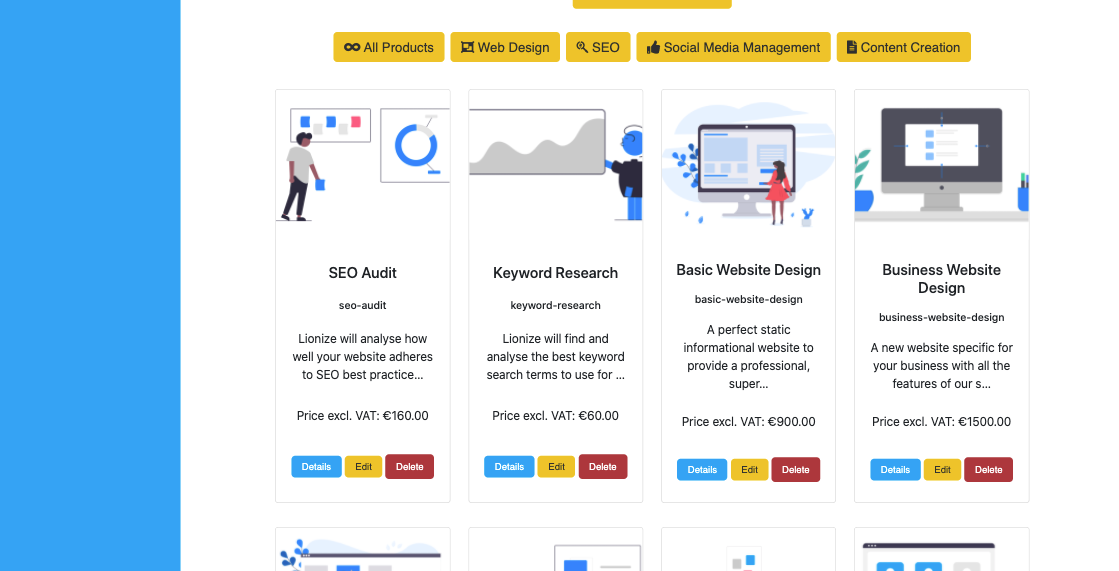 All Products
Web Design
SEO
Social Media Management
Content Creation
SEO Audit
seo-audit
Lionize will analyse how
well your website adheres
to SEO best practice...
Price excl. VAT: €160.00
Details
Edit
Delete
Keyword Research
keyword-research
Lionize will find and
analyse the best keyword
search terms to use for ...
Price excl. VAT: €60.00
Details
Edit
Delete
Basic Website Design
basic-website-design
A perfect static
informational website to
provide a professional,
super...
Price excl. VAT: €900.00
Details
Edit
Delete
Business Website
Design
business-website-design
A new website specific for
your business with all the
features of our s...
Price excl. VAT: €1500.00
Details
Edit
Delete